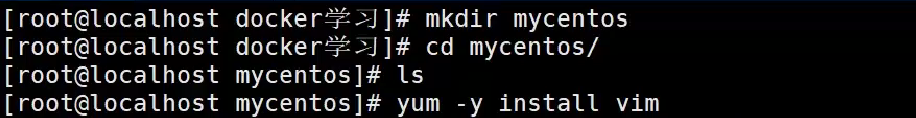 [root@localhost docker学习]# mkdir mycentos
[root@localhost docker学习]# cd mycentos/
[root@localhost mycentos]# ls
[root@localhost mycentos]# yum -y install vim